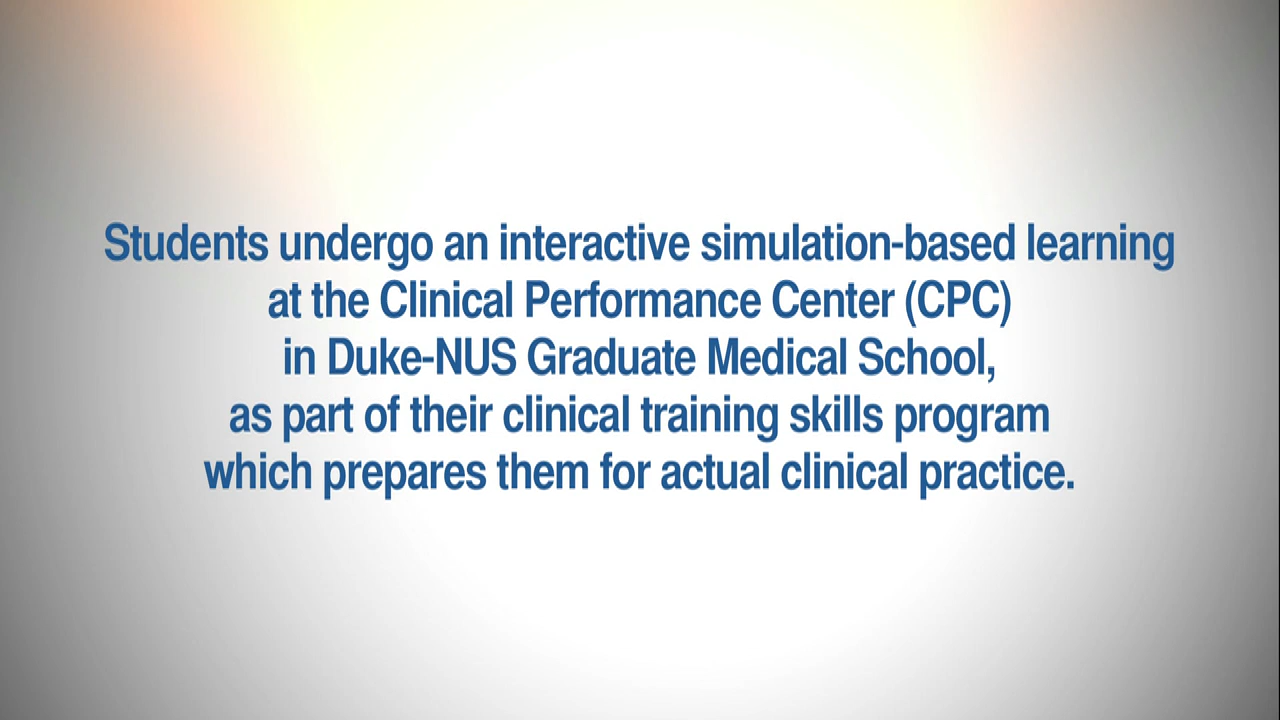 Students undergo an interactive simulation-based learning
at the Clinical Performance Center (CPC)
in Duke-NUS Graduate Medical School,
as part of their clinical training skills program
which prepares them for actual clinical practice.